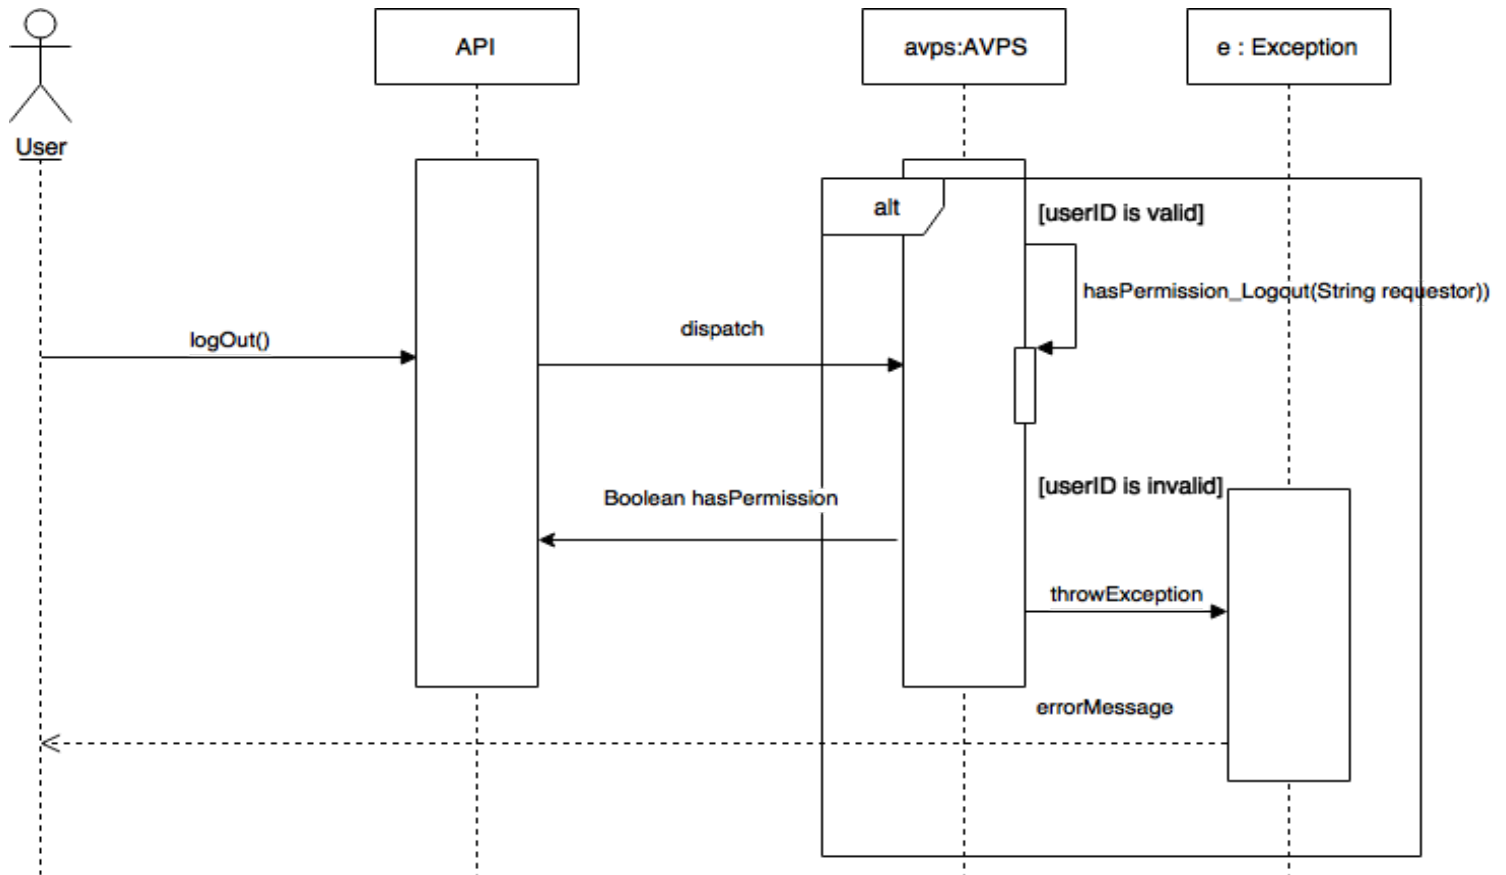 User
API
avps:AVPS
e : Exception
alt
[userID is valid]
hasPermission_Logout(String requestor))
logOut()
dispatch
[userID is invalid]
Boolean hasPermission
throwException
errorMessage